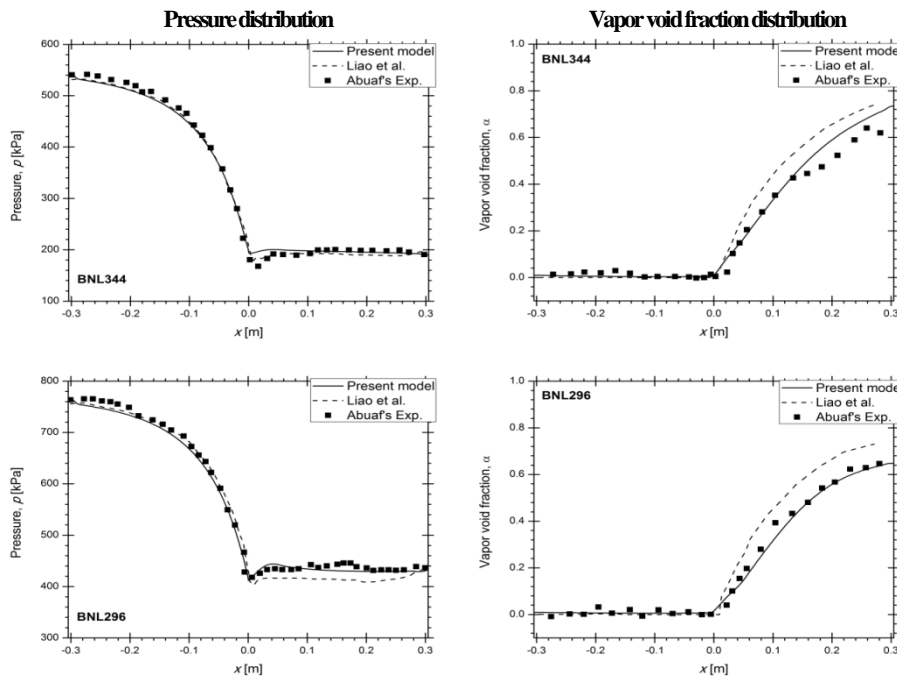 Pressure distribution
Vapor void fraction distribution
600
500
400
300
200
100
Pressure, p [kPa]
-0.3 -0.2 -0.1 0.0 0.1 0.2 0.3
x [m]
BNL344
Present model
Liao et al.
Abuaf's Exp.
1.0
0.8
0.6
0.4
0.2
0.0
Vapor void fraction, α
-0.3 -0.2 -0.1 0.0 0.1 0.2 0.3
x [m]
BNL344
Present model
Liao et al.
Abuaf's Exp.
800
700
600
500
400
300
Pressure, p [kPa]
-0.3 -0.2 -0.1 0.0 0.1 0.2 0.3
x [m]
BNL296
Present model
Liao et al.
Abuaf's Exp.
1.0
0.8
0.6
0.4
0.2
0.0
Vapor void fraction, α
-0.3 -0.2 -0.1 0.0 0.1 0.2 0.3
x [m]
BNL296
Present model
Liao et al.
Abuaf's Exp.